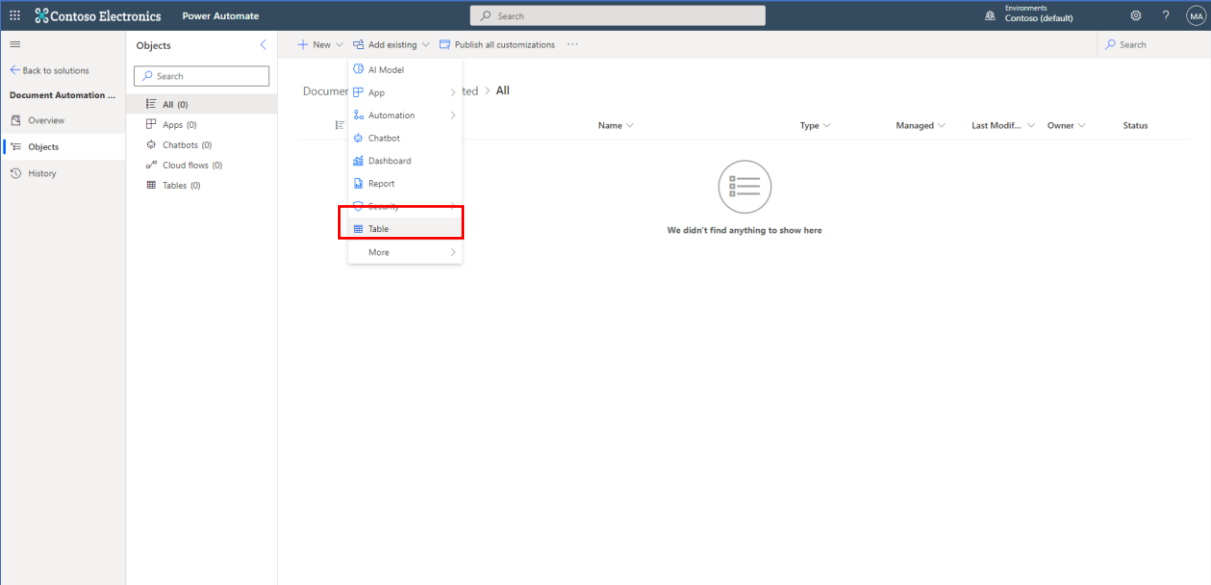 Contoso Electronics Power Automate
Search
Environments
Contoso (default)
? MA
Back to solutions
Document Automation ...
Overview
Objects
History
Objects
Search
All (0)
Apps (0)
Chatbots (0)
Cloud flows (0)
Tables (0)
New Add existing Publish all customizations ... Search
AI Model
App
Automation
Chatbot
Dashboard
Report
Security
Table
More
Documen ted > All
Name Type Managed Last Modif... Owner Status
We didn't find anything to show here